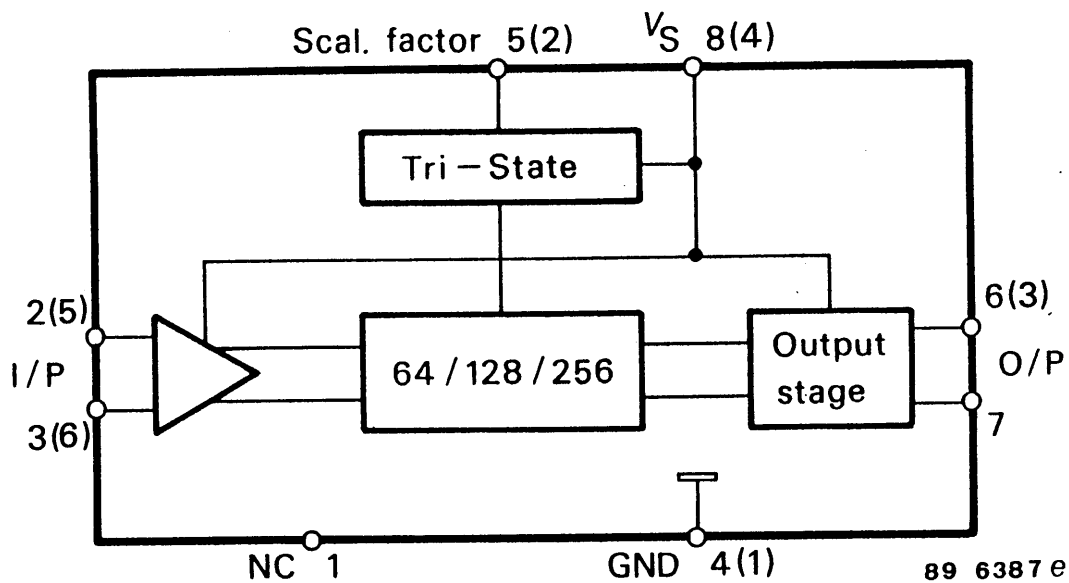 Scal. factor 5(2)
VS 8(4)
Tri – State
2(5)
I/P
3(6)
64 / 128 / 256
Output
stage
6(3)
O/P
7
NC 1
GND 4(1)
89 6387 e